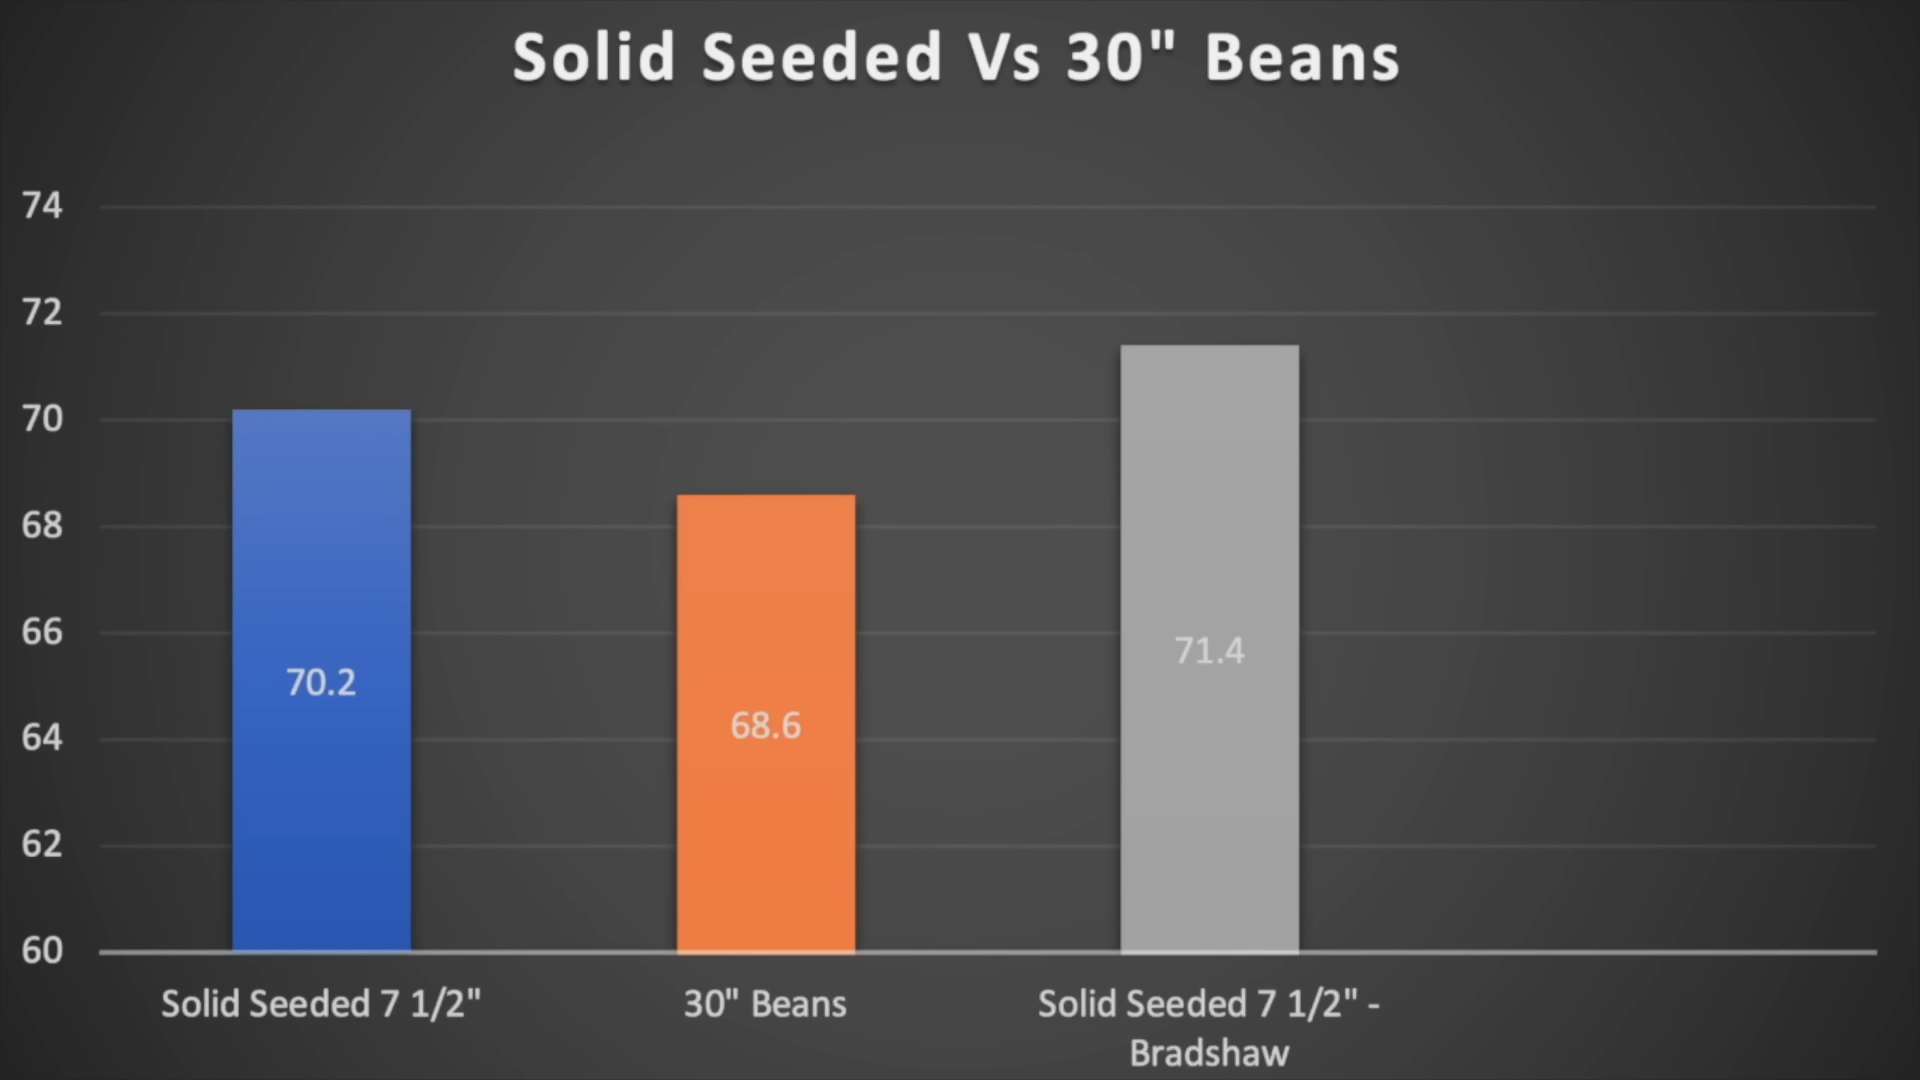 Solid Seeded Vs 30" Beans
74
72
70
68
66
64
62
60
70.2
68.6
71.4
Solid Seeded 7 1/2"
30" Beans
Solid Seeded 7 1/2" -
Bradshaw